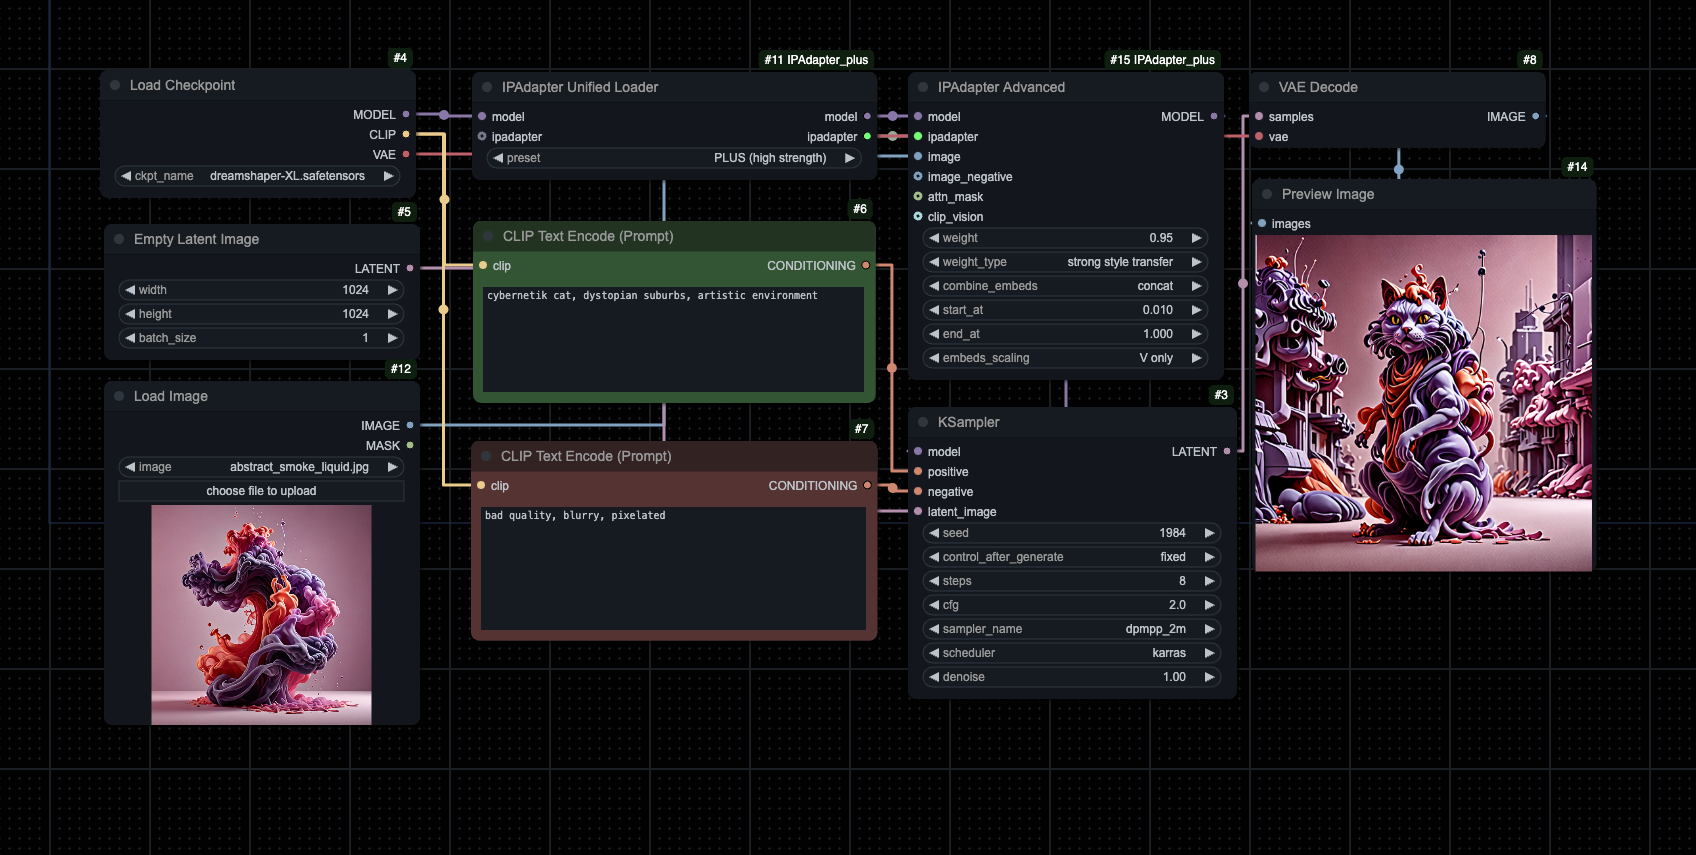 #4
Load Checkpoint
MODEL
CLIP
VAE
ckpt_name dreamshaper-XL.safetensors
#5
Empty Latent Image
LATENT
width 1024
height 1024
batch_size 1
#12
Load Image
IMAGE
MASK
image abstract_smoke_liquid.jpg
choose file to upload
#11 IPAdapter_plus
IPAdapter Unified Loader
model model
ipadapter ipadapter
preset PLUS (high strength)
#6
CLIP Text Encode (Prompt)
clip CONDITIONING
cybernetik cat, dystopian suburbs, artistic environment
#7
CLIP Text Encode (Prompt)
clip CONDITIONING
bad quality, blurry, pixelated
#15 IPAdapter_plus
IPAdapter Advanced
model MODEL
ipadapter
image
image_negative
attn_mask
clip_vision
weight 0.95
weight_type strong style transfer
combine_embeds concat
start_at 0.010
end_at 1.000
embeds_scaling V only
#3
KSampler
model LATENT
positive
negative
latent_image
seed 1984
control_after_generate fixed
steps 8
cfg 2.0
sampler_name dpmpp_2m
scheduler karras
denoise 1.00
#8
VAE Decode
samples IMAGE
vae
#14
Preview Image
images